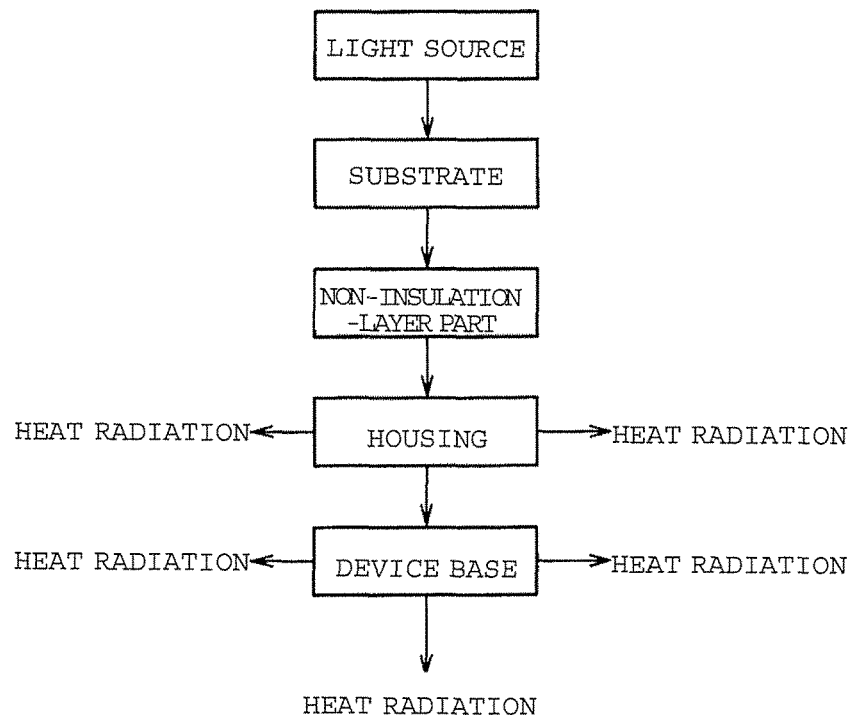 LIGHT SOURCE
SUBSTRATE
NON-INSULATION
-LAYER PART
HEAT RADIATION
HOUSING
HEAT RADIATION
HEAT RADIATION
DEVICE BASE
HEAT RADIATION
HEAT RADIATION